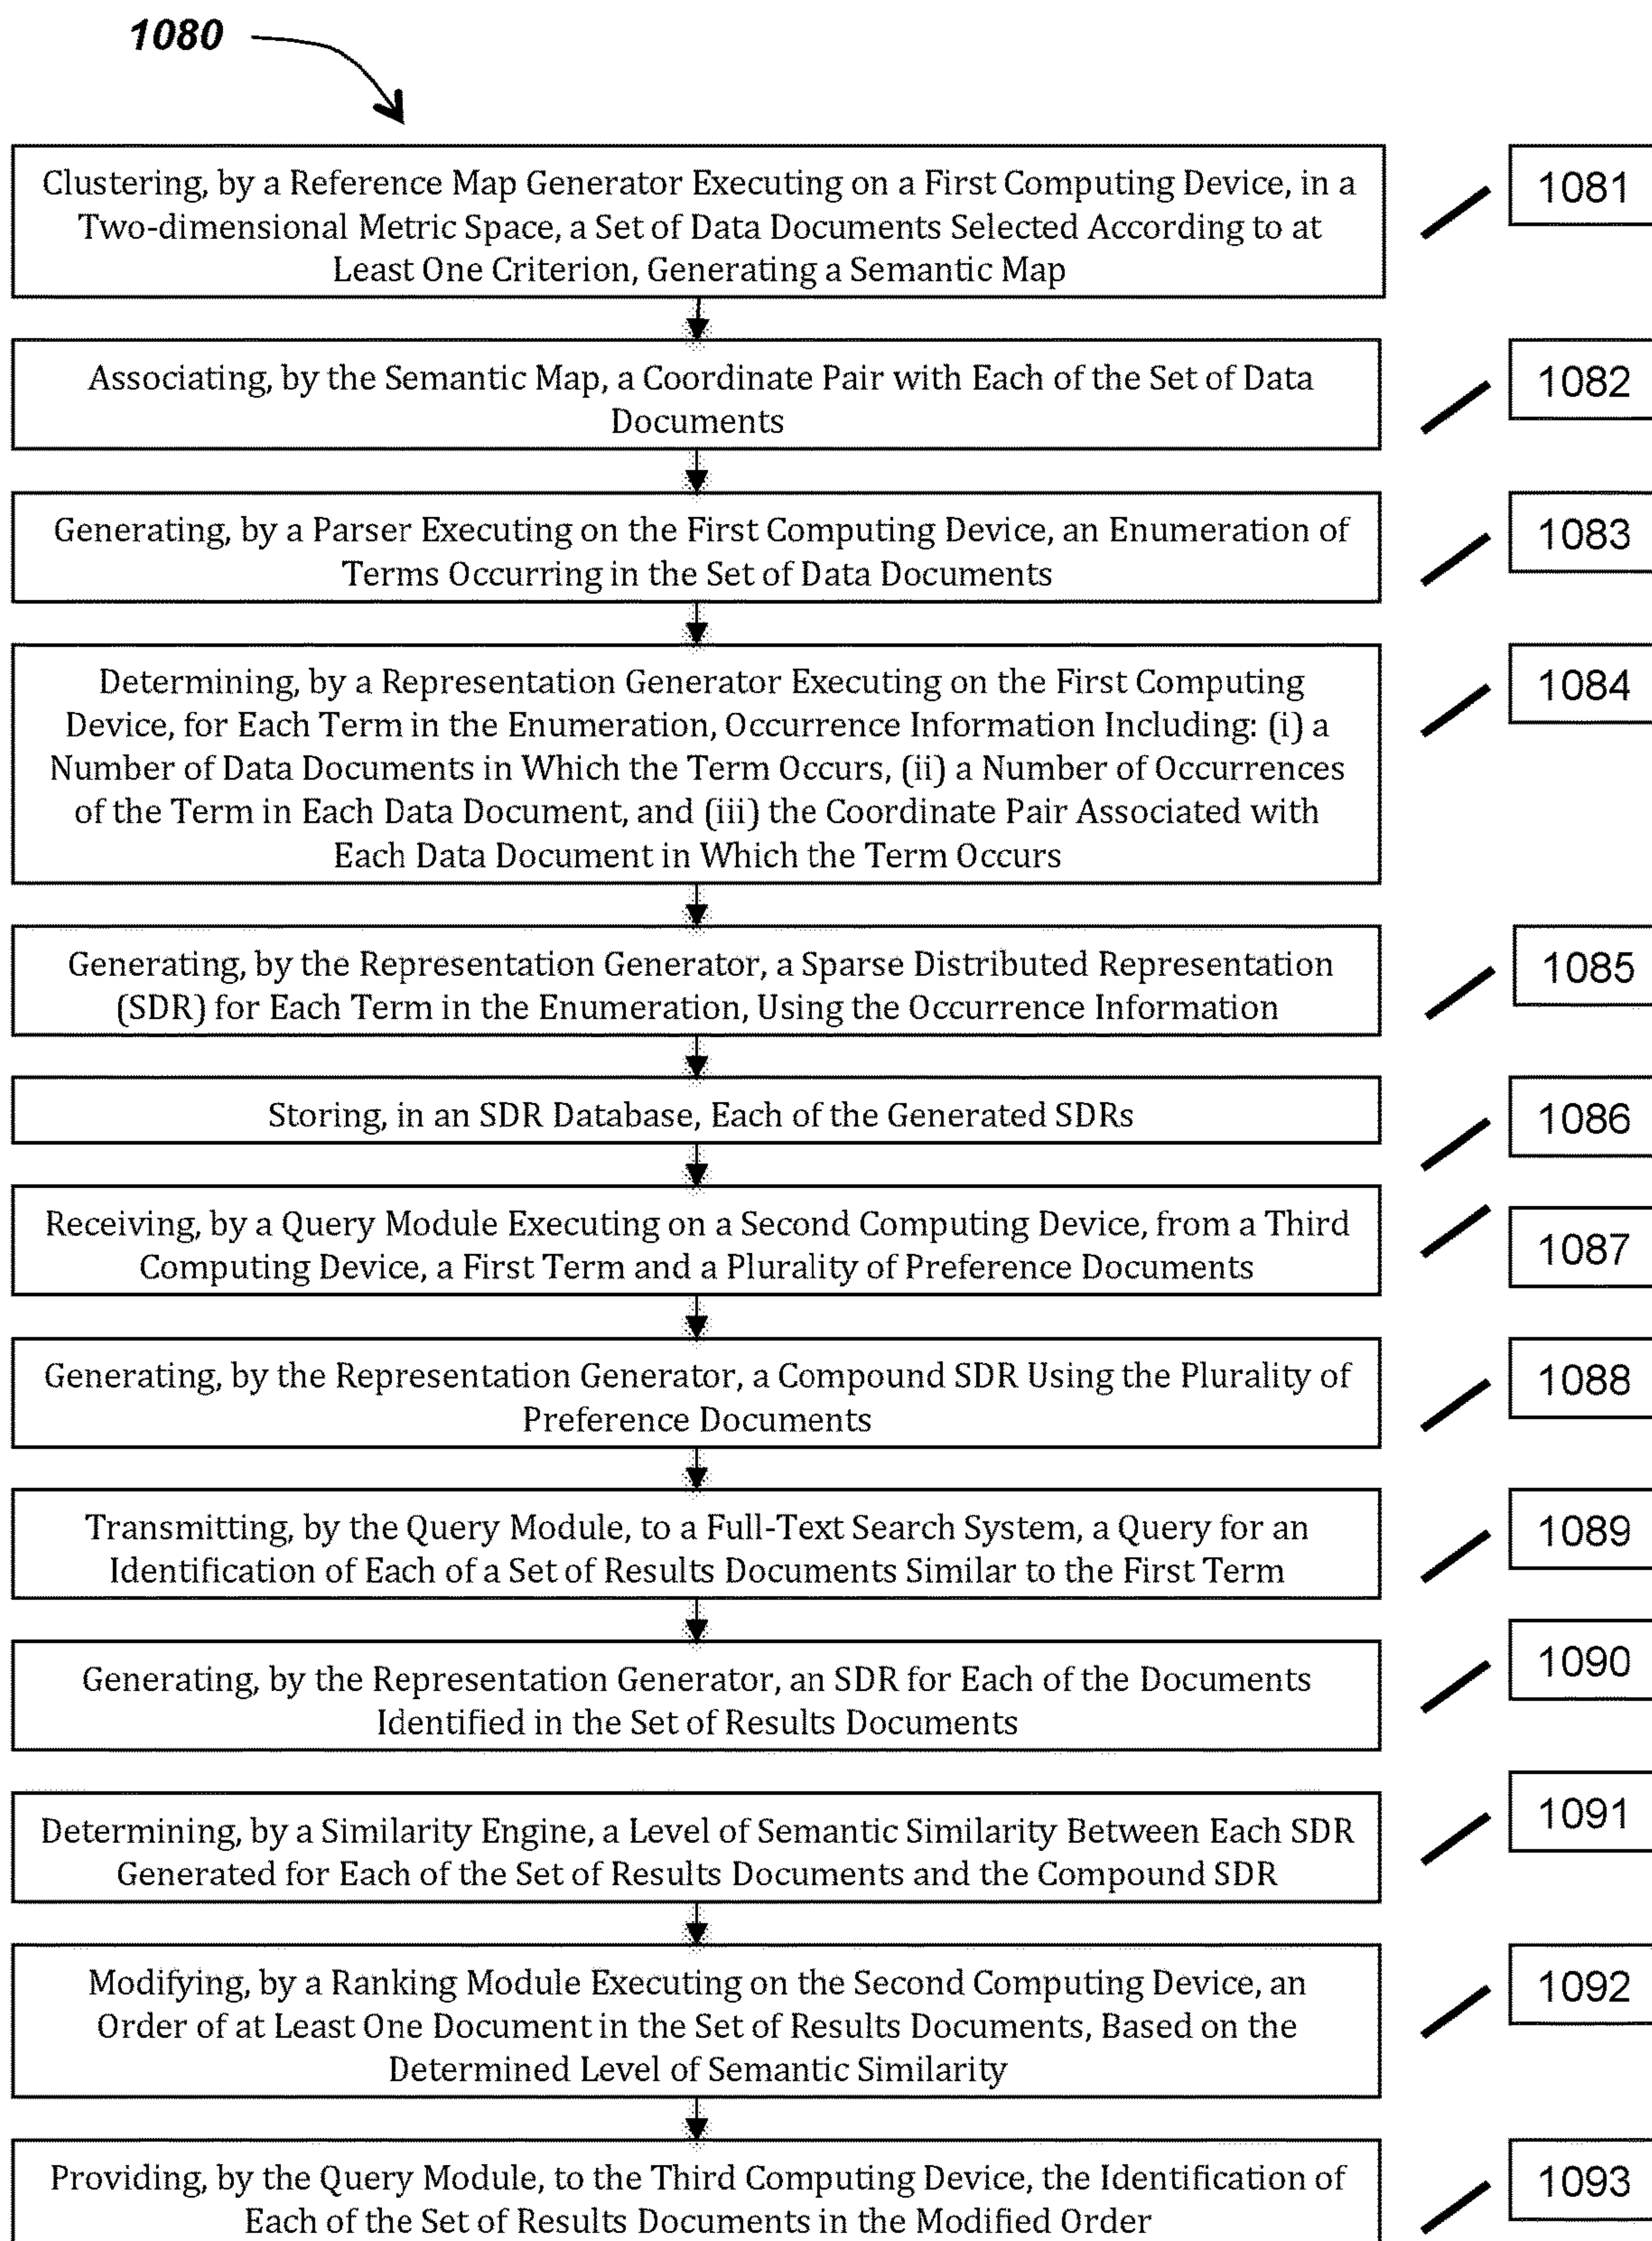 1080
Clustering, by a Reference Map Generator Executing on a First Computing Device, in a
Two-dimensional Metric Space, a Set of Data Documents Selected According to at
Least One Criterion, Generating a Semantic Map
1081
Associating, by the Semantic Map, a Coordinate Pair with Each of the Set of Data
Documents
1082
Generating, by a Parser Executing on the First Computing Device, an Enumeration of
Terms Occurring in the Set of Data Documents
1083
Determining, by a Representation Generator Executing on the First Computing
Device, for Each Term in the Enumeration, Occurrence Information Including: (i) a
Number of Data Documents in Which the Term Occurs, (ii) a Number of Occurrences
of the Term in Each Data Document, and (iii) the Coordinate Pair Associated with
Each Data Document in Which the Term Occurs
1084
Generating, by the Representation Generator, a Sparse Distributed Representation
(SDR) for Each Term in the Enumeration, Using the Occurrence Information
1085
Storing, in an SDR Database, Each of the Generated SDRs
1086
Receiving, by a Query Module Executing on a Second Computing Device, from a Third
Computing Device, a First Term and a Plurality of Preference Documents
1087
Generating, by the Representation Generator, a Compound SDR Using the Plurality of
Preference Documents
1088
Transmitting, by the Query Module, to a Full-Text Search System, a Query for an
Identification of Each of a Set of Results Documents Similar to the First Term
1089
Generating, by the Representation Generator, an SDR for Each of the Documents
Identified in the Set of Results Documents
1090
Determining, by a Similarity Engine, a Level of Semantic Similarity Between Each SDR
Generated for Each of the Set of Results Documents and the Compound SDR
1091
Modifying, by a Ranking Module Executing on the Second Computing Device, an
Order of at Least One Document in the Set of Results Documents, Based on the
Determined Level of Semantic Similarity
1092
Providing, by the Query Module, to the Third Computing Device, the Identification of
Each of the Set of Results Documents in the Modified Order
1093